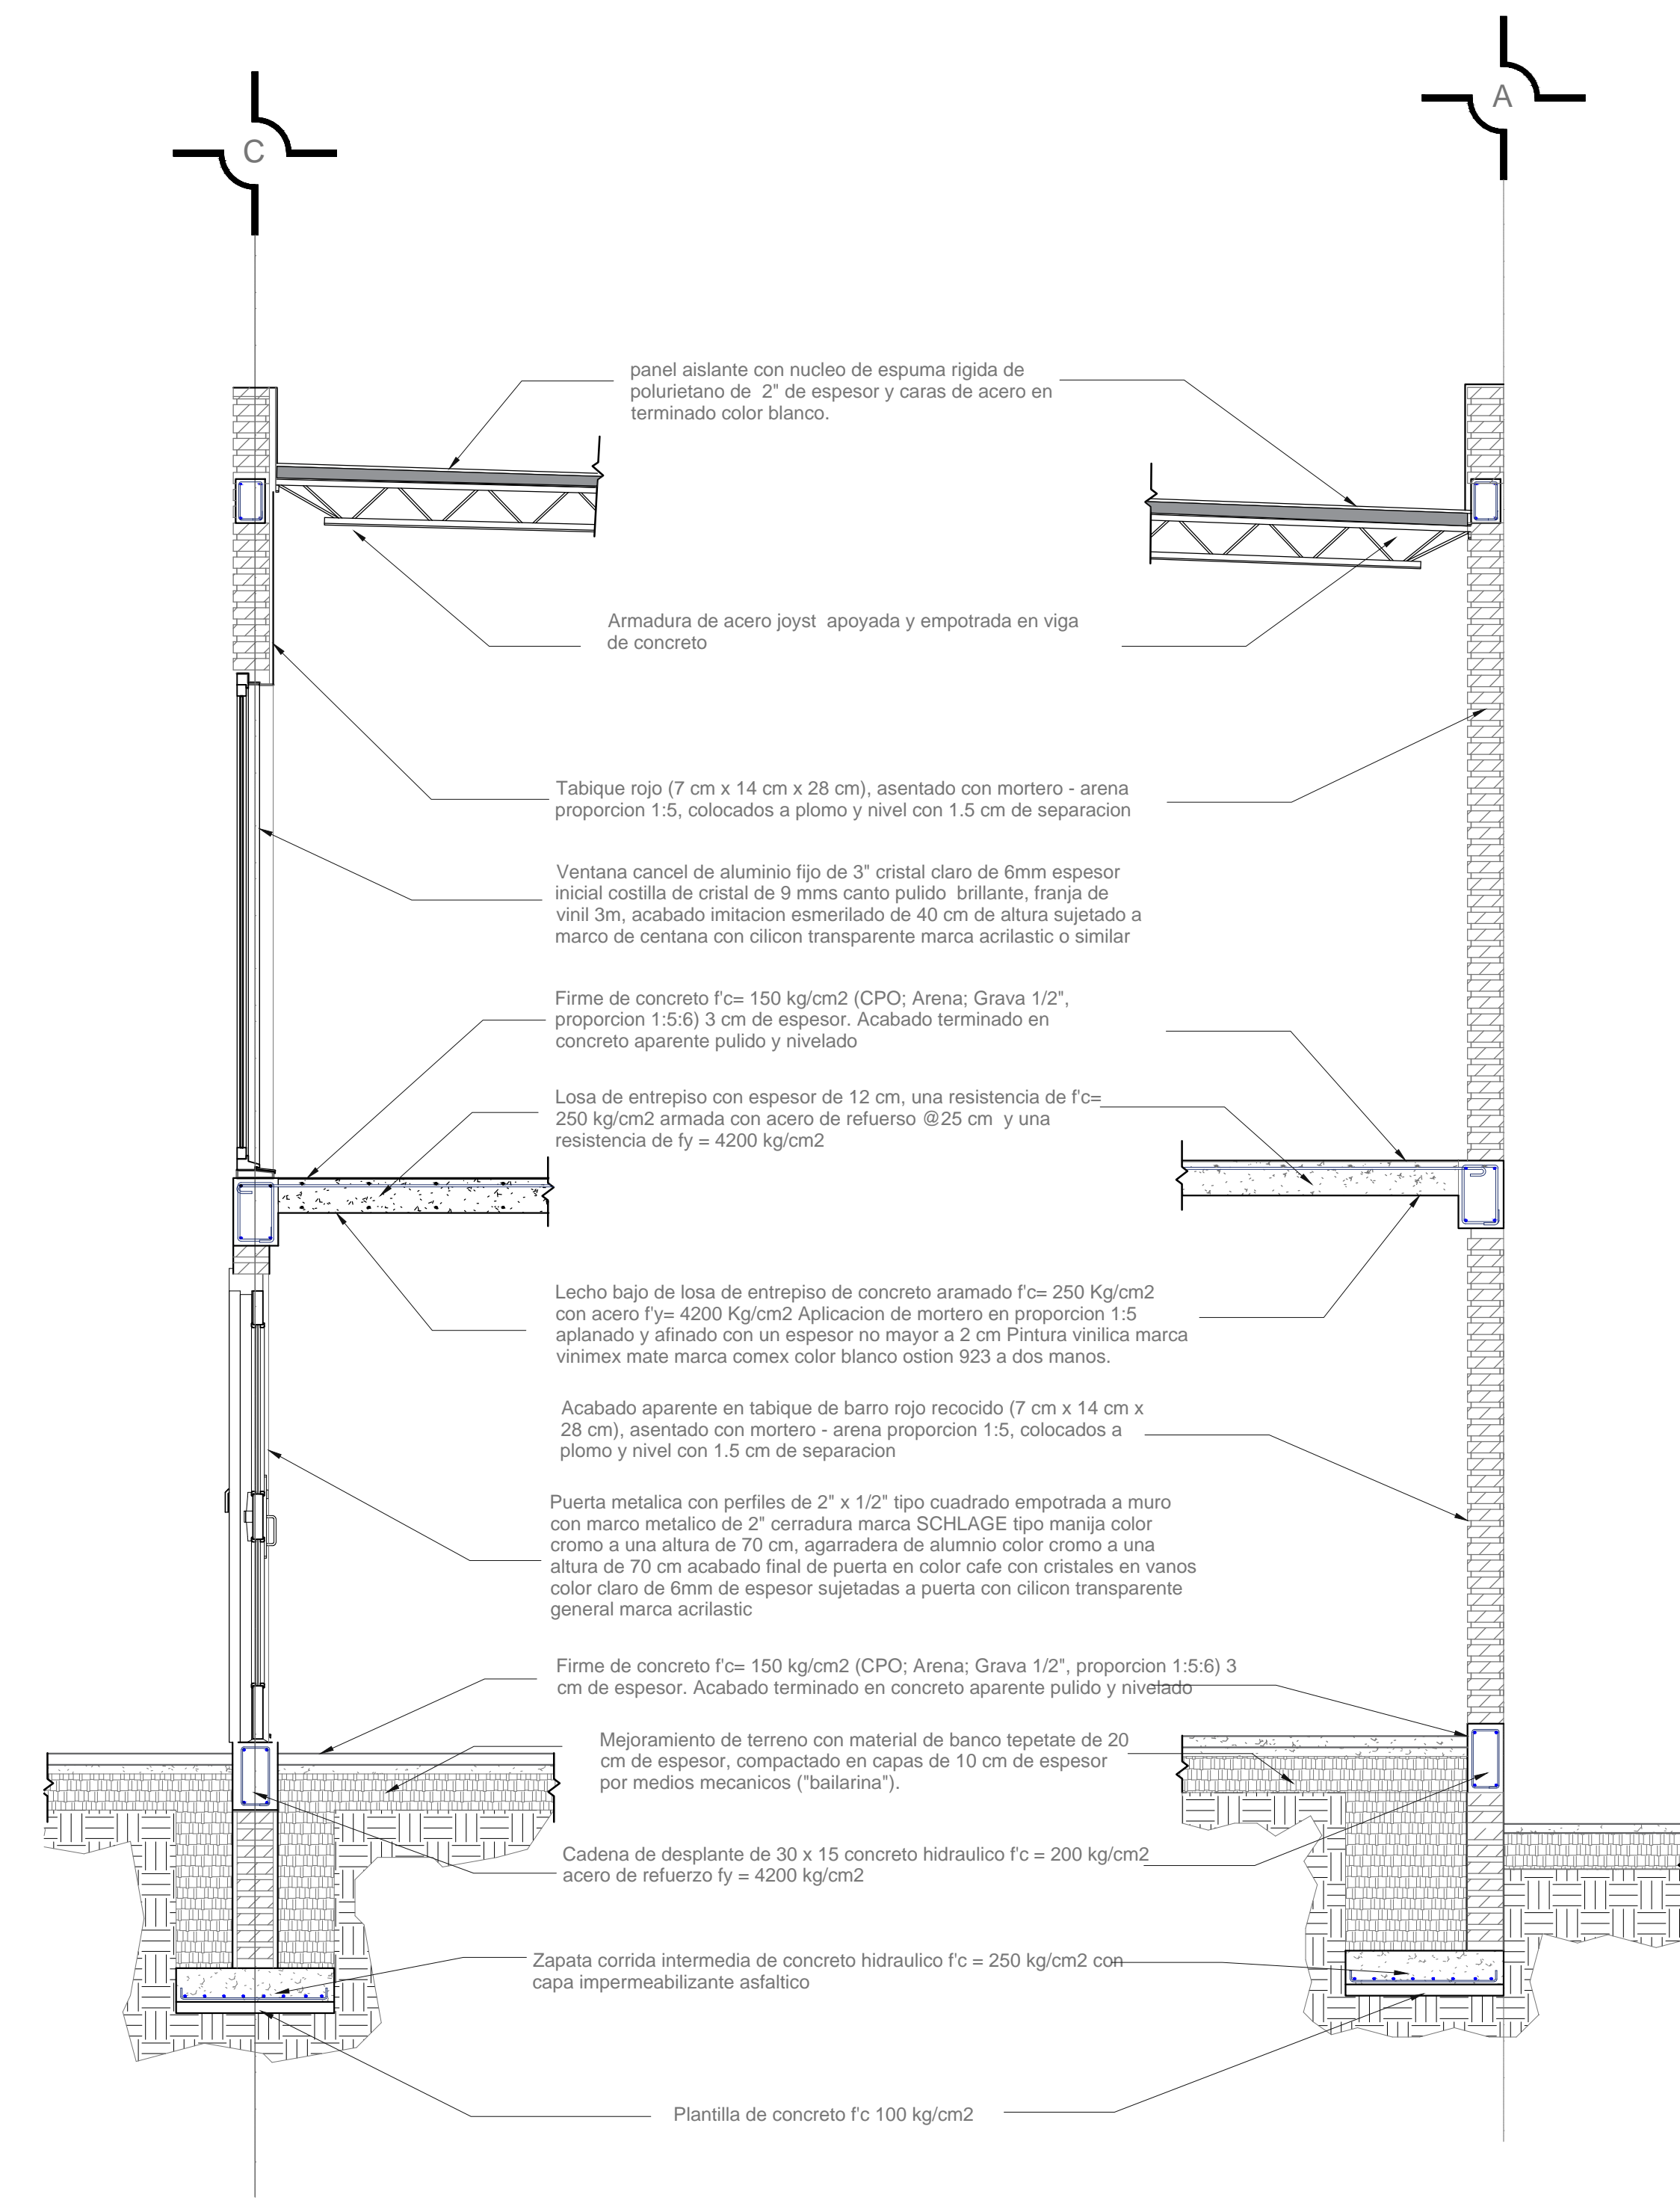 A
C
panel aislante con nucleo de espuma rigida de
polurietano de 2" de espesor y caras de acero en
terminado color blanco.
Armadura de acero joyst apoyada y empotrada en viga
de concreto
Tabique rojo (7 cm x 14 cm x 28 cm), asentado con mortero - arena
proporcion 1:5, colocados a plomo y nivel con 1.5 cm de separacion
Ventana cancel de aluminio fijo de 3" cristal claro de 6mm espesor
inicial costilla de cristal de 9 mms canto pulido brillante, franja de
vinil 3m, acabado imitacion esmerilado de 40 cm de altura sujetado a
marco de centana con cilicon transparente marca acrilastic o similar
Firme de concreto f'c= 150 kg/cm2 (CPO; Arena; Grava 1/2",
proporcion 1:5:6) 3 cm de espesor. Acabado terminado en
concreto aparente pulido y nivelado
Losa de entrepiso con espesor de 12 cm, una resistencia de f'c=
250 kg/cm2 armada con acero de refuerso @25 cm y una
resistencia de fy = 4200 kg/cm2
Lecho bajo de losa de entrepiso de concreto aramado f'c= 250 Kg/cm2
con acero f'y= 4200 Kg/cm2 Aplicacion de mortero en proporcion 1:5
aplanado y afinado con un espesor no mayor a 2 cm Pintura vinilica marca
vinimex mate marca comex color blanco ostion 923 a dos manos.
Acabado aparente en tabique de barro rojo recocido (7 cm x 14 cm x
28 cm), asentado con mortero - arena proporcion 1:5, colocados a
plomo y nivel con 1.5 cm de separacion
Puerta metalica con perfiles de 2" x 1/2" tipo cuadrado empotrada a muro
con marco metalico de 2" cerradura marca SCHLAGE tipo manija color
cromo a una altura de 70 cm, agarradera de alumnio color cromo a una
altura de 70 cm acabado final de puerta en color cafe con cristales en vanos
color claro de 6mm de espesor sujetadas a puerta con cilicon transparente
general marca acrilastic
Firme de concreto f'c= 150 kg/cm2 (CPO; Arena; Grava 1/2", proporcion 1:5:6) 3
cm de espesor. Acabado terminado en concreto aparente pulido y nivelado
Mejoramiento de terreno con material de banco tepetate de 20
cm de espesor, compactado en capas de 10 cm de espesor
por medios mecanicos ("bailarina").
Cadena de desplante de 30 x 15 concreto hidraulico f'c = 200 kg/cm2
acero de refuerzo fy = 4200 kg/cm2
Zapata corrida intermedia de concreto hidraulico f'c = 250 kg/cm2 con
capa impermeabilizante asfaltico
Plantilla de concreto f'c 100 kg/cm2